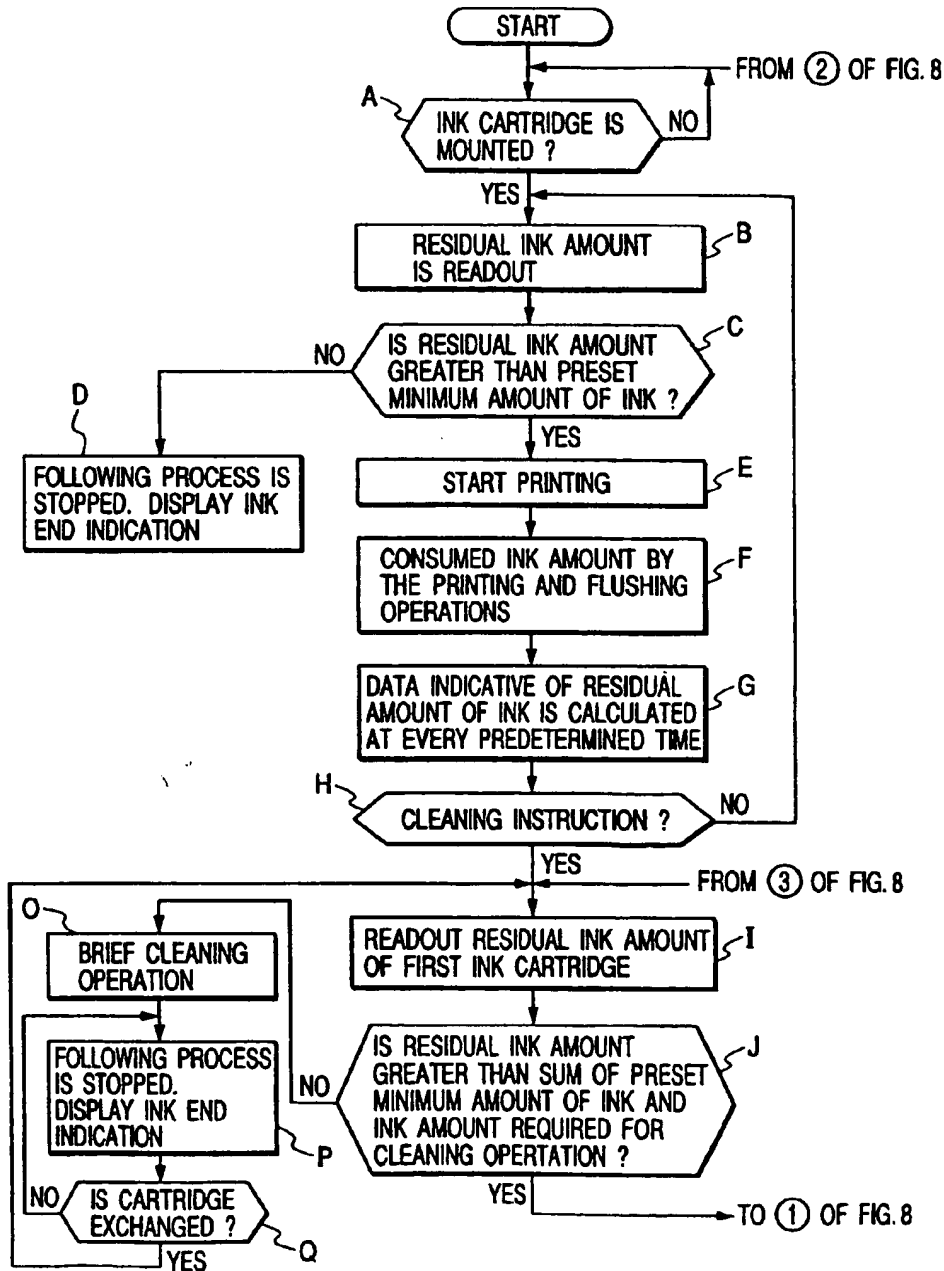 START
FROM ② OF FIG. 8
A
INK CARTRIDGE IS
MOUNTED ?
NO
YES
B
RESIDUAL INK AMOUNT
IS READOUT
C
IS RESIDUAL INK AMOUNT
GREATER THAN PRESET
MINIMUM AMOUNT OF INK ?
NO
YES
D
FOLLOWING PROCESS IS
STOPPED. DISPLAY INK
END INDICATION
START PRINTING
E
CONSUMED INK AMOUNT BY
THE PRINTING AND FLUSHING
OPERATIONS
F
DATA INDICATIVE OF RESIDUAL
AMOUNT OF INK IS CALCULATED
AT EVERY PREDETERMINED TIME
G
H
CLEANING INSTRUCTION ?
NO
YES
FROM ③ OF FIG. 8
O
BRIEF CLEANING
OPERATION
READOUT RESIDUAL INK AMOUNT
OF FIRST INK CARTRIDGE
I
FOLLOWING PROCESS
IS STOPPED.
DISPLAY INK END
INDICATION
P
IS RESIDUAL INK AMOUNT
GREATER THAN SUM OF PRESET
MINIMUM AMOUNT OF INK AND
INK AMOUNT REQUIRED FOR
CLEANING OPERTATION ?
J
NO
YES
TO ① OF FIG. 8
NO
IS CARTRIDGE
EXCHANGED ?
Q
YES